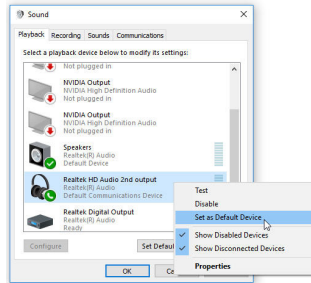 Sound
Playback Recording Sounds Communications
Select a playback device below to modify its settings:
Not plugged in
NVIDIA Output
NVIDIA High Definition Audio
Not plugged in
NVIDIA Output
NVIDIA High Definition Audio
Not plugged in
Speakers
Realtek(R) Audio
Default Device
Realtek HD Audio 2nd output
Realtek(R) Audio
Default Communications Device
Realtek Digital Output
Realtek(R) Audio
Ready
Test
Disable
Set as Default Device
Show Disabled Devices
Show Disconnected Devices
Properties
Configure Set Defaul
OK Ca